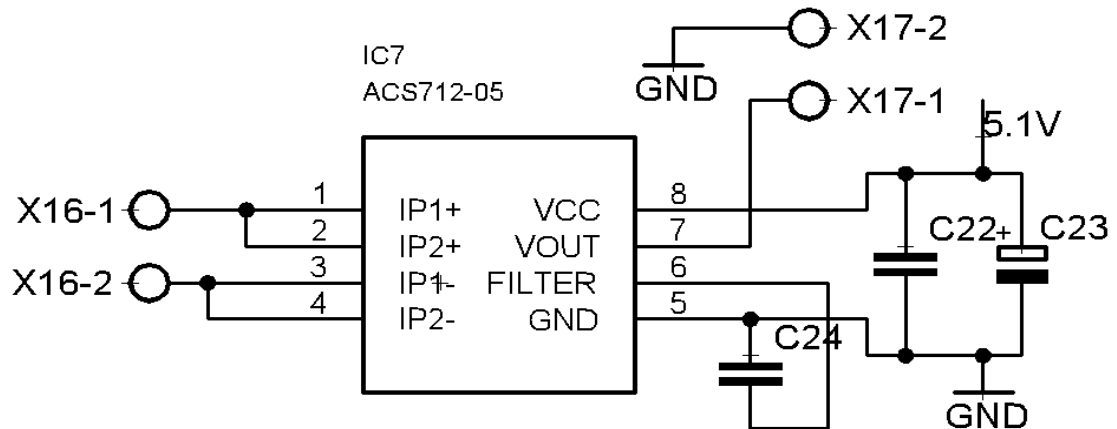 X17-2
IC7
ACS712-05
GND
X17-1
5.1V
X16-1
1
IP1+
VCC
8
2
IP2+
VOUT
7
C22
+
C23
X16-2
3
IP1-
FILTER
6
4
IP2-
GND
5
C24
GND